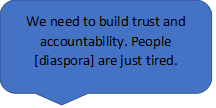 We need to build trust and
accountability. People
[diaspora] are just tired.